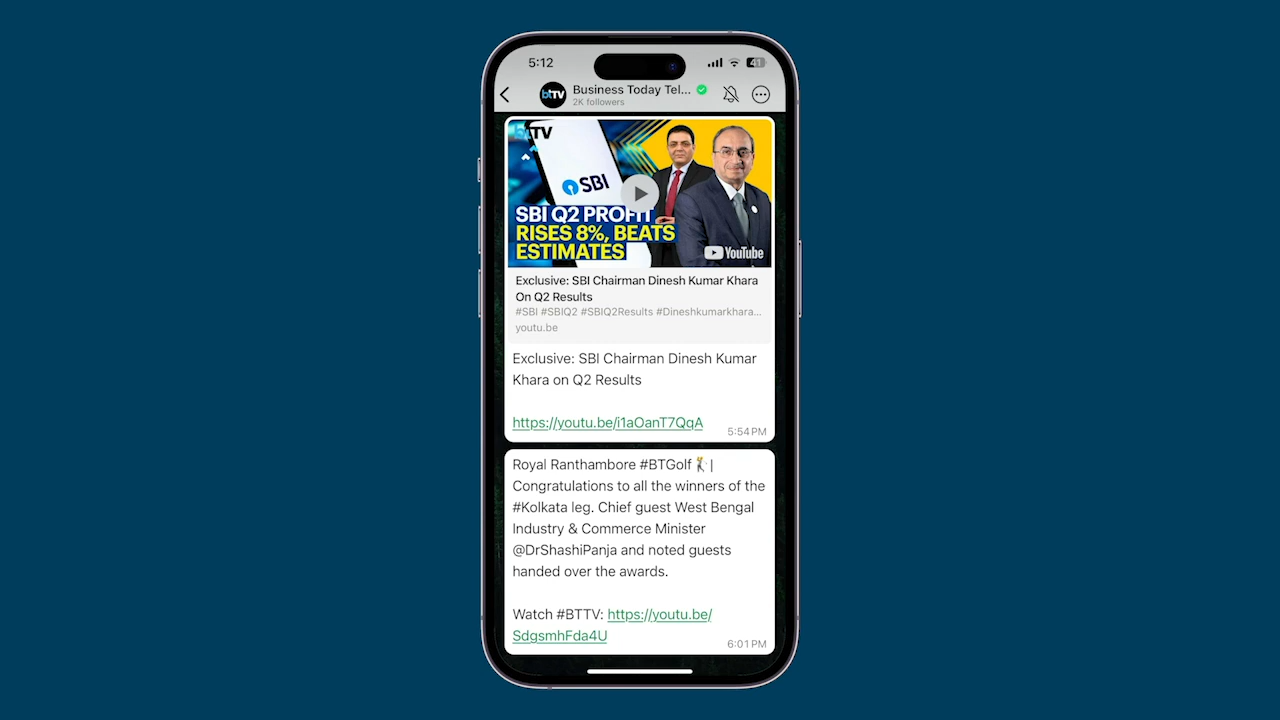 5:12
41
btTV
Business Today Tel...
2K followers
btTV
SBI
SBI Q2 PROFIT
RISES 8%, BEATS
ESTIMATES
YouTube
Exclusive: SBI Chairman Dinesh Kumar Khara
On Q2 Results
#SBI #SBIQ2 #SBIQ2Results #Dineshkumarkhara...
youtu.be
Exclusive: SBI Chairman Dinesh Kumar
Khara on Q2 Results
https://youtu.be/i1aOanT7QqA
5:54 PM
Royal Ranthambore #BTGolf🏌|
Congratulations to all the winners of the
#Kolkata leg. Chief guest West Bengal
Industry & Commerce Minister
@DrShashiPanja and noted guests
handed over the awards.
Watch #BTTV: https://youtu.be/
SdgsmhFda4U
6:01 PM